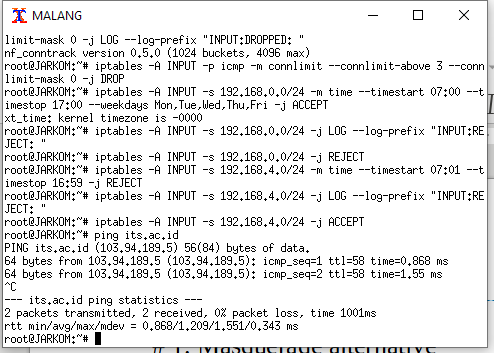 MALANG
limit-mask 0 -j LOG --log-prefix "INPUT:DROPPED: "
nf_conntrack version 0.5.0 (1024 buckets, 4096 max)
root@JARKOM:~# iptables -A INPUT -p icmp -m connlimit --connlimit-above 3 --conn
limit-mask 0 -j DROP
root@JARKOM:~# iptables -A INPUT -s 192.168.0.0/24 -m time --timestart 07:00 --t
imestop 17:00 --weekdays Mon,Tue,Wed,Thu,Fri -j ACCEPT
xt_time: kernel timezone is -0000
root@JARKOM:~# iptables -A INPUT -s 192.168.0.0/24 -j LOG --log-prefix "INPUT:RE
JECT: "
root@JARKOM:~# iptables -A INPUT -s 192.168.0.0/24 -j REJECT
root@JARKOM:~# iptables -A INPUT -s 192.168.4.0/24 -m time --timestart 07:01 --t
imestop 16:59 -j REJECT
root@JARKOM:~# iptables -A INPUT -s 192.168.4.0/24 -j LOG --log-prefix "INPUT:RE
JECT: "
root@JARKOM:~# iptables -A INPUT -s 192.168.4.0/24 -j ACCEPT
root@JARKOM:~# ping its.ac.id
PING its.ac.id (103.94.189.5) 56(84) bytes of data.
64 bytes from 103.94.189.5 (103.94.189.5): icmp_seq=1 ttl=58 time=0.868 ms
64 bytes from 103.94.189.5 (103.94.189.5): icmp_seq=2 ttl=58 time=1.55 ms
^C
--- its.ac.id ping statistics ---
2 packets transmitted, 2 received, 0% packet loss, time 1001ms
rtt min/avg/max/mdev = 0.868/1.209/1.551/0.343 ms
root@JARKOM:~#
# 1. Masquerade alternative